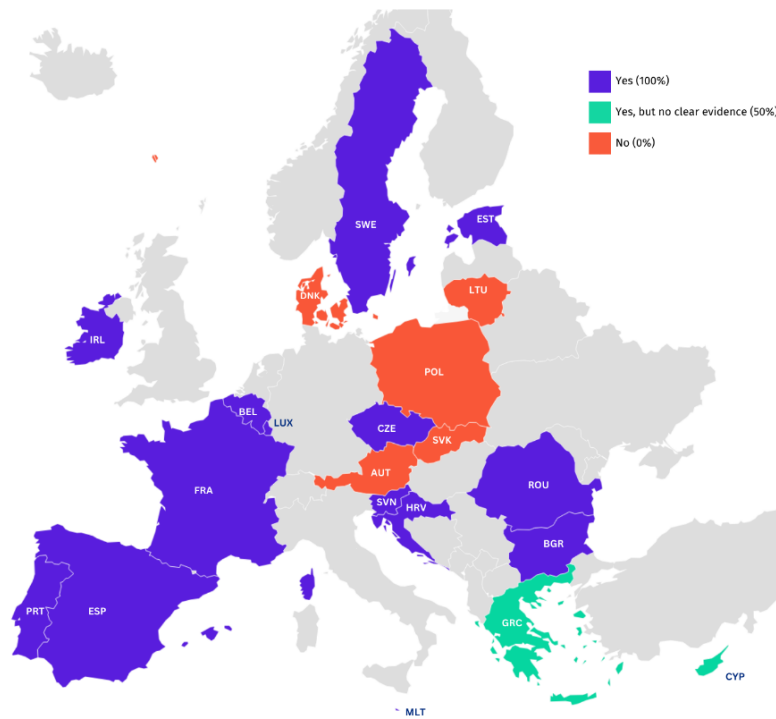 Yes (100%)
Yes, but no clear evidence (50%)
No (0%)
SWE
EST
DNK
LTU
IRL
POL
BEL
LUX
CZE
SVK
AUT
FRA
ROU
SVN
HRV
BGR
PRT
ESP
GRC
CYP
MLT